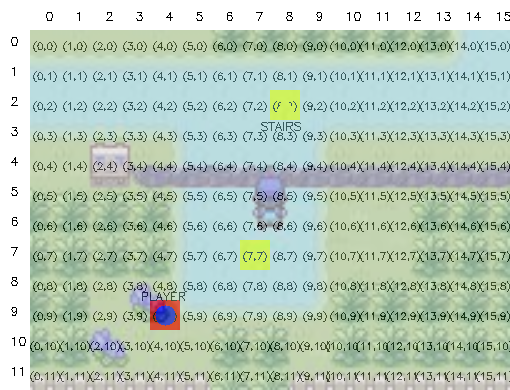 0 1 2 3 4 5 6 7 8 9 10 11 12 13 14 15
0 (0,0) (1,0) (2,0) (3,0) (4,0) (5,0) (6,0) (7,0) (8,0) (9,0) (10,0) (11,0) (12,0) (13,0) (14,0) (15,0)
1 (0,1) (1,1) (2,1) (3,1) (4,1) (5,1) (6,1) (7,1) (8,1) (9,1) (10,1) (11,1) (12,1) (13,1) (14,1) (15,1)
2 (0,2) (1,2) (2,2) (3,2) (4,2) (5,2) (6,2) (7,2) (9,2) (10,2) (11,2) (12,2) (13,2) (14,2) (15,2)
STAIRS
3 (0,3) (1,3) (2,3) (3,3) (4,3) (5,3) (6,3) (7,3) (8,3) (9,3) (10,3) (11,3) (12,3) (13,3) (14,3) (15,3)
4 (0,4) (1,4) (2,4) (3,4) (4,4) (5,4) (6,4) (7,4) (8,4) (9,4) (10,4) (11,4) (12,4) (13,4) (14,4) (15,4)
5 (0,5) (1,5) (2,5) (3,5) (4,5) (5,5) (6,5) (7,5) (8,5) (9,5) (10,5) (11,5) (12,5) (13,5) (14,5) (15,5)
6 (0,6) (1,6) (2,6) (3,6) (4,6) (5,6) (6,6) (7,6) (8,6) (9,6) (10,6) (11,6) (12,6) (13,6) (14,6) (15,6)
7 (0,7) (1,7) (2,7) (3,7) (4,7) (5,7) (6,7) (7,7) (8,7) (9,7) (10,7) (11,7) (12,7) (13,7) (14,7) (15,7)
8 (0,8) (1,8) (2,8) (3,8) (4,8) (5,8) (6,8) (7,8) (8,8) (9,8) (10,8) (11,8) (12,8) (13,8) (14,8) (15,8)
PLAYER
9 (0,9) (1,9) (2,9) (3,9) (5,9) (6,9) (7,9) (8,9) (9,9) (10,9) (11,9) (12,9) (13,9) (14,9) (15,9)
10 (0,10) (1,10) (2,10) (3,10) (4,10) (5,10) (6,10) (7,10) (8,10) (9,10) (10,10) (11,10) (12,10) (13,10) (14,10) (15,10)
11 (0,11) (1,11) (2,11) (3,11) (4,11) (5,11) (6,11) (7,11) (8,11) (9,11) (10,11) (11,11) (12,11) (13,11) (14,11) (15,11)